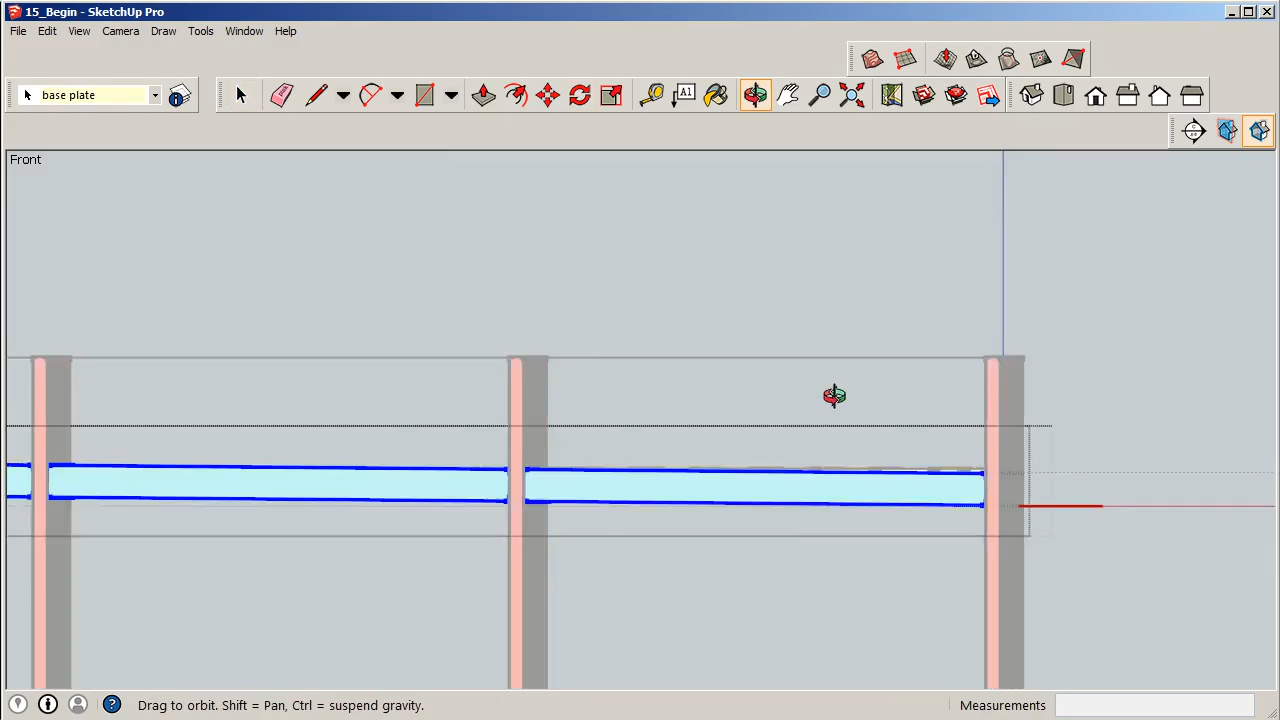 15_Begin - SketchUp Pro
File Edit View Camera Draw Tools Window Help
base plate
A1
Front
Drag to orbit. Shift = Pan, Ctrl = suspend gravity.
Measurements